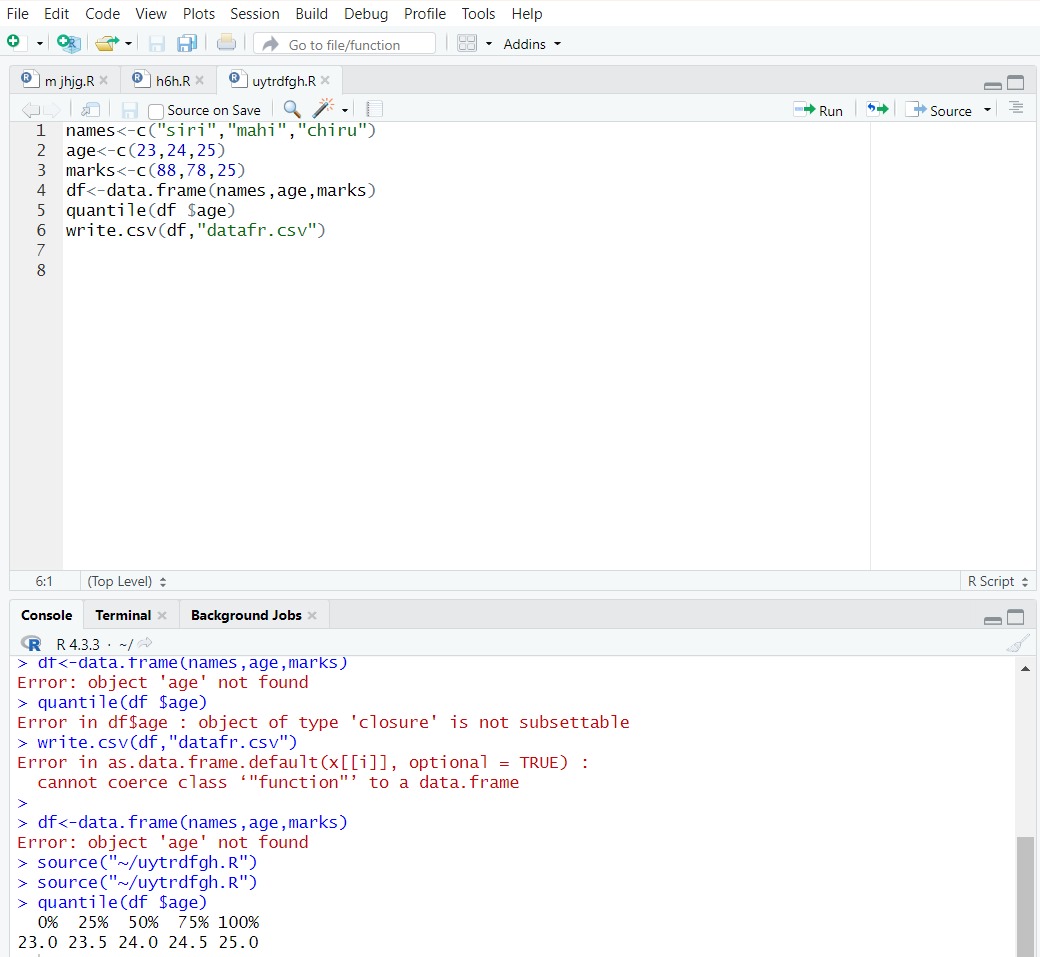 File Edit Code View Plots Session Build Debug Profile Tools Help
Go to file/function Addins
m jhjg.R h6h.R uytrdfgh.R
Source on Save Run Source
1 names<-c("siri","mahi","chiru")
2 age<-c(23,24,25)
3 marks<-c(88,78,25)
4 df<-data.frame(names,age,marks)
5 quantile(df $age)
6 write.csv(df,"datafr.csv")
7
8
6:1 (Top Level) R Script
Console Terminal Background Jobs
R R 4.3.3 · ~/
> df<-data.frame(names,age,marks)
Error: object 'age' not found
> quantile(df $age)
Error in df$age : object of type 'closure' is not subsettable
> write.csv(df,"datafr.csv")
Error in as.data.frame.default(x[[i]], optional = TRUE) :
cannot coerce class ‘"function"’ to a data.frame
>
> df<-data.frame(names,age,marks)
Error: object 'age' not found
> source("~/uytrdfgh.R")
> source("~/uytrdfgh.R")
> quantile(df $age)
0% 25% 50% 75% 100%
23.0 23.5 24.0 24.5 25.0